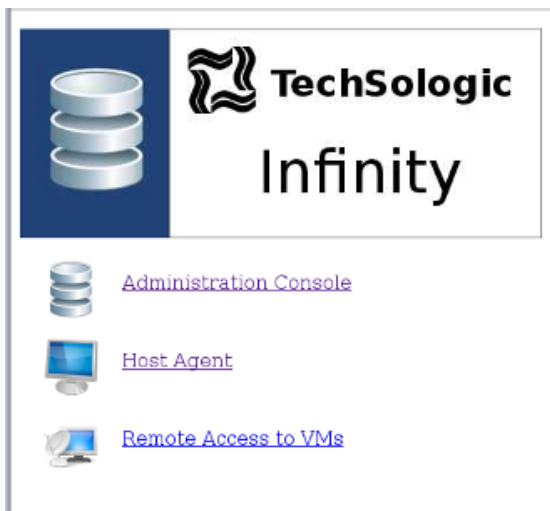 TechSologic
Infinity
Administration Console
Host Agent
Remote Access to VMs